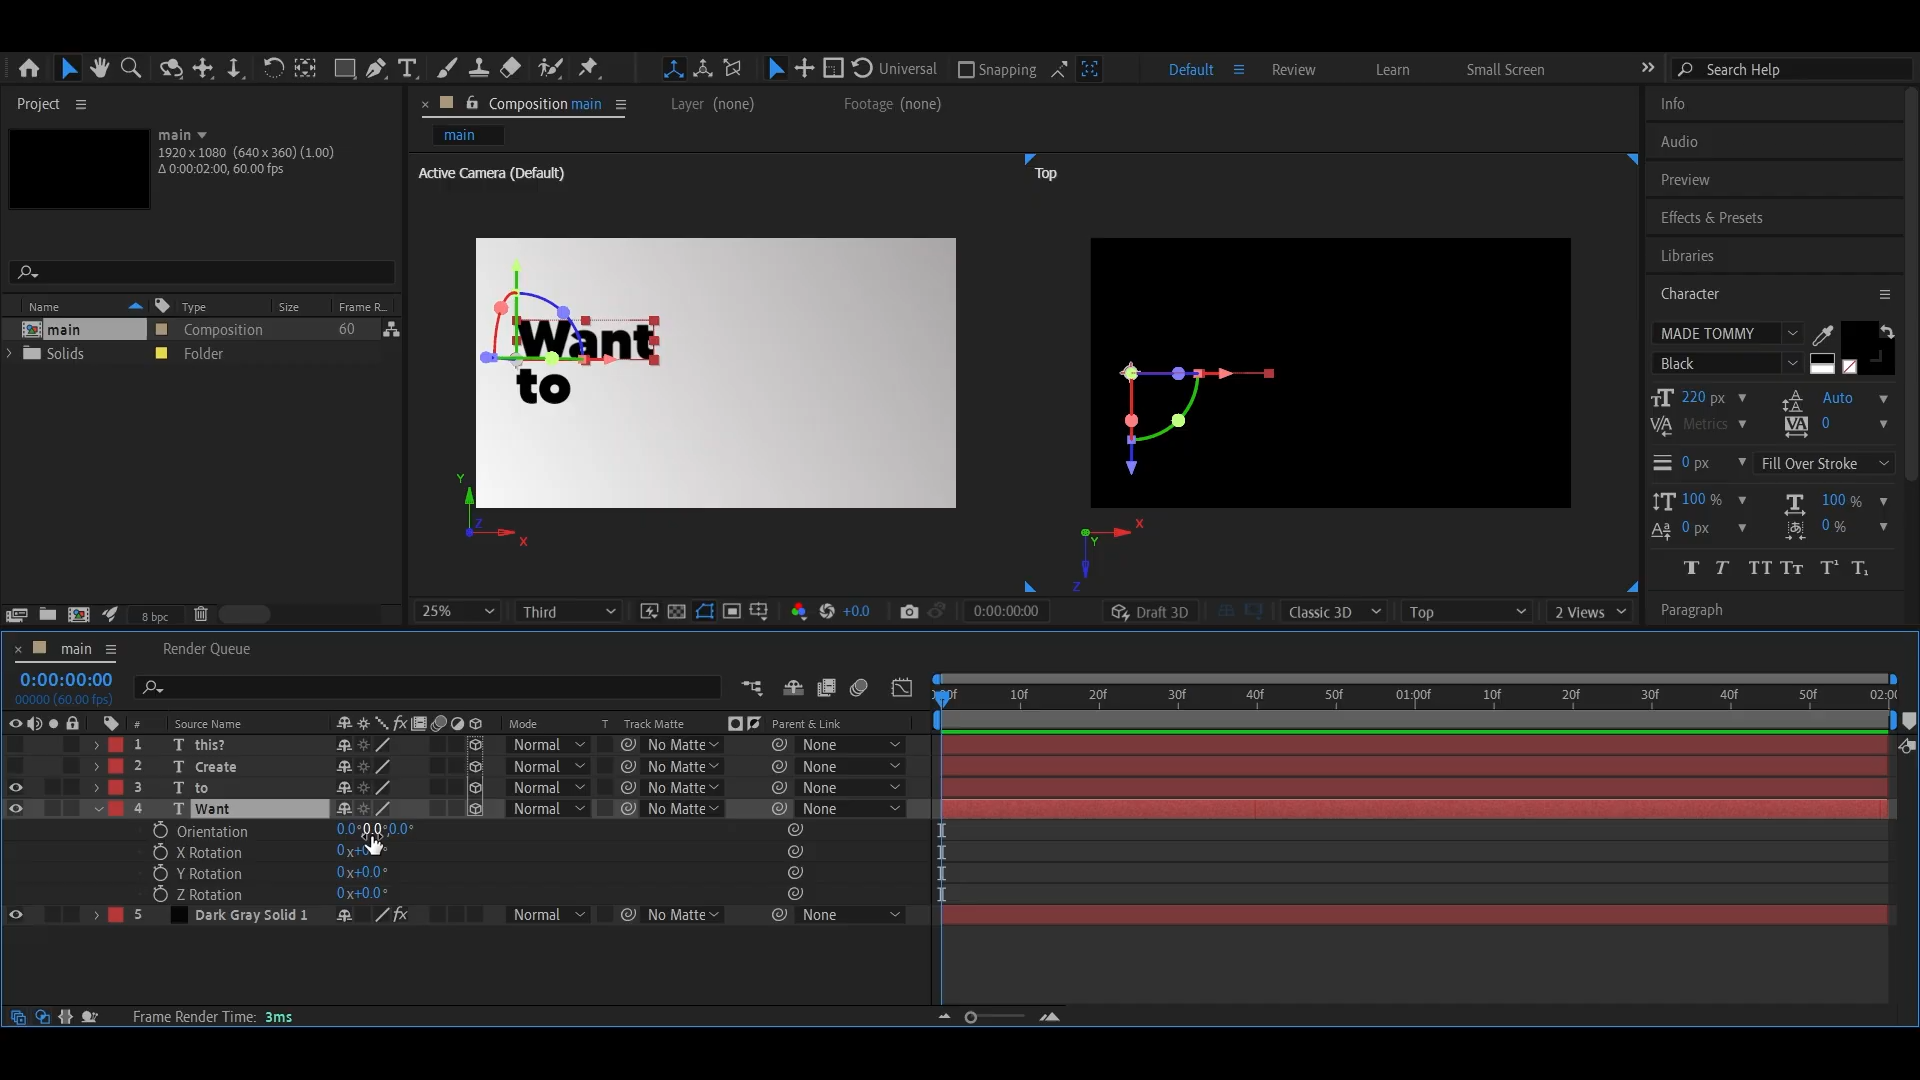 Universal
Snapping
Default
Review
Learn
Small Screen
Search Help
Project
main
1920 x 1080 (640 x 360) (1.00)
Δ 0:00:02:00, 60.00 fps
Name Type Size Frame R...
main Composition 60
Solids Folder
8 bpc
Composition main
Layer (none)
Footage (none)
main
Active Camera (Default)
Top
Want
to
Y
Z
X
X
Y
Z
25%
Third
+0.0
0:00:00:00
Draft 3D
Classic 3D
Top
2 Views
Info
Audio
Preview
Effects & Presets
Libraries
Character
MADE TOMMY
Black
220 px
Auto
Metrics
0
0 px
Fill Over Stroke
100 %
100 %
0 px
0 %
Paragraph
main
Render Queue
0:00:00:00
00000 (60.00 fps)
:00f 10f 20f 30f 40f 50f 01:00f 10f 20f 30f 40f 50f 02:00
# Source Name Mode T Track Matte Parent & Link
1 T this? Normal No Matte None
2 T Create Normal No Matte None
3 T to Normal No Matte None
4 T Want Normal No Matte None
Orientation 0.0°,0.0°,0.0°
X Rotation 0x+0.0°
Y Rotation 0x+0.0°
Z Rotation 0x+0.0°
5 Dark Gray Solid 1 Normal No Matte None
Frame Render Time: 3ms